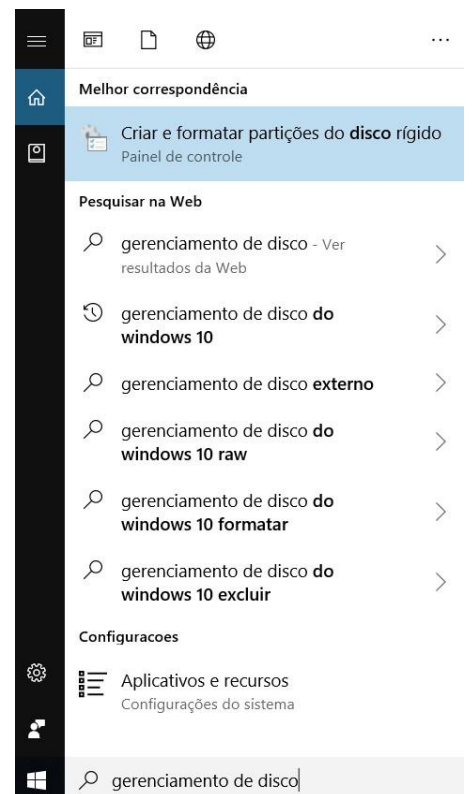 ...
Melhor correspondência
Criar e formatar partições do disco rígido
Painel de controle
Pesquisar na Web
gerenciamento de disco - Ver
resultados da Web
gerenciamento de disco do
windows 10
gerenciamento de disco externo
gerenciamento de disco do
windows 10 raw
gerenciamento de disco do
windows 10 formatar
gerenciamento de disco do
windows 10 excluir
Configuracoes
Aplicativos e recursos
Configurações do sistema
gerenciamento de disco